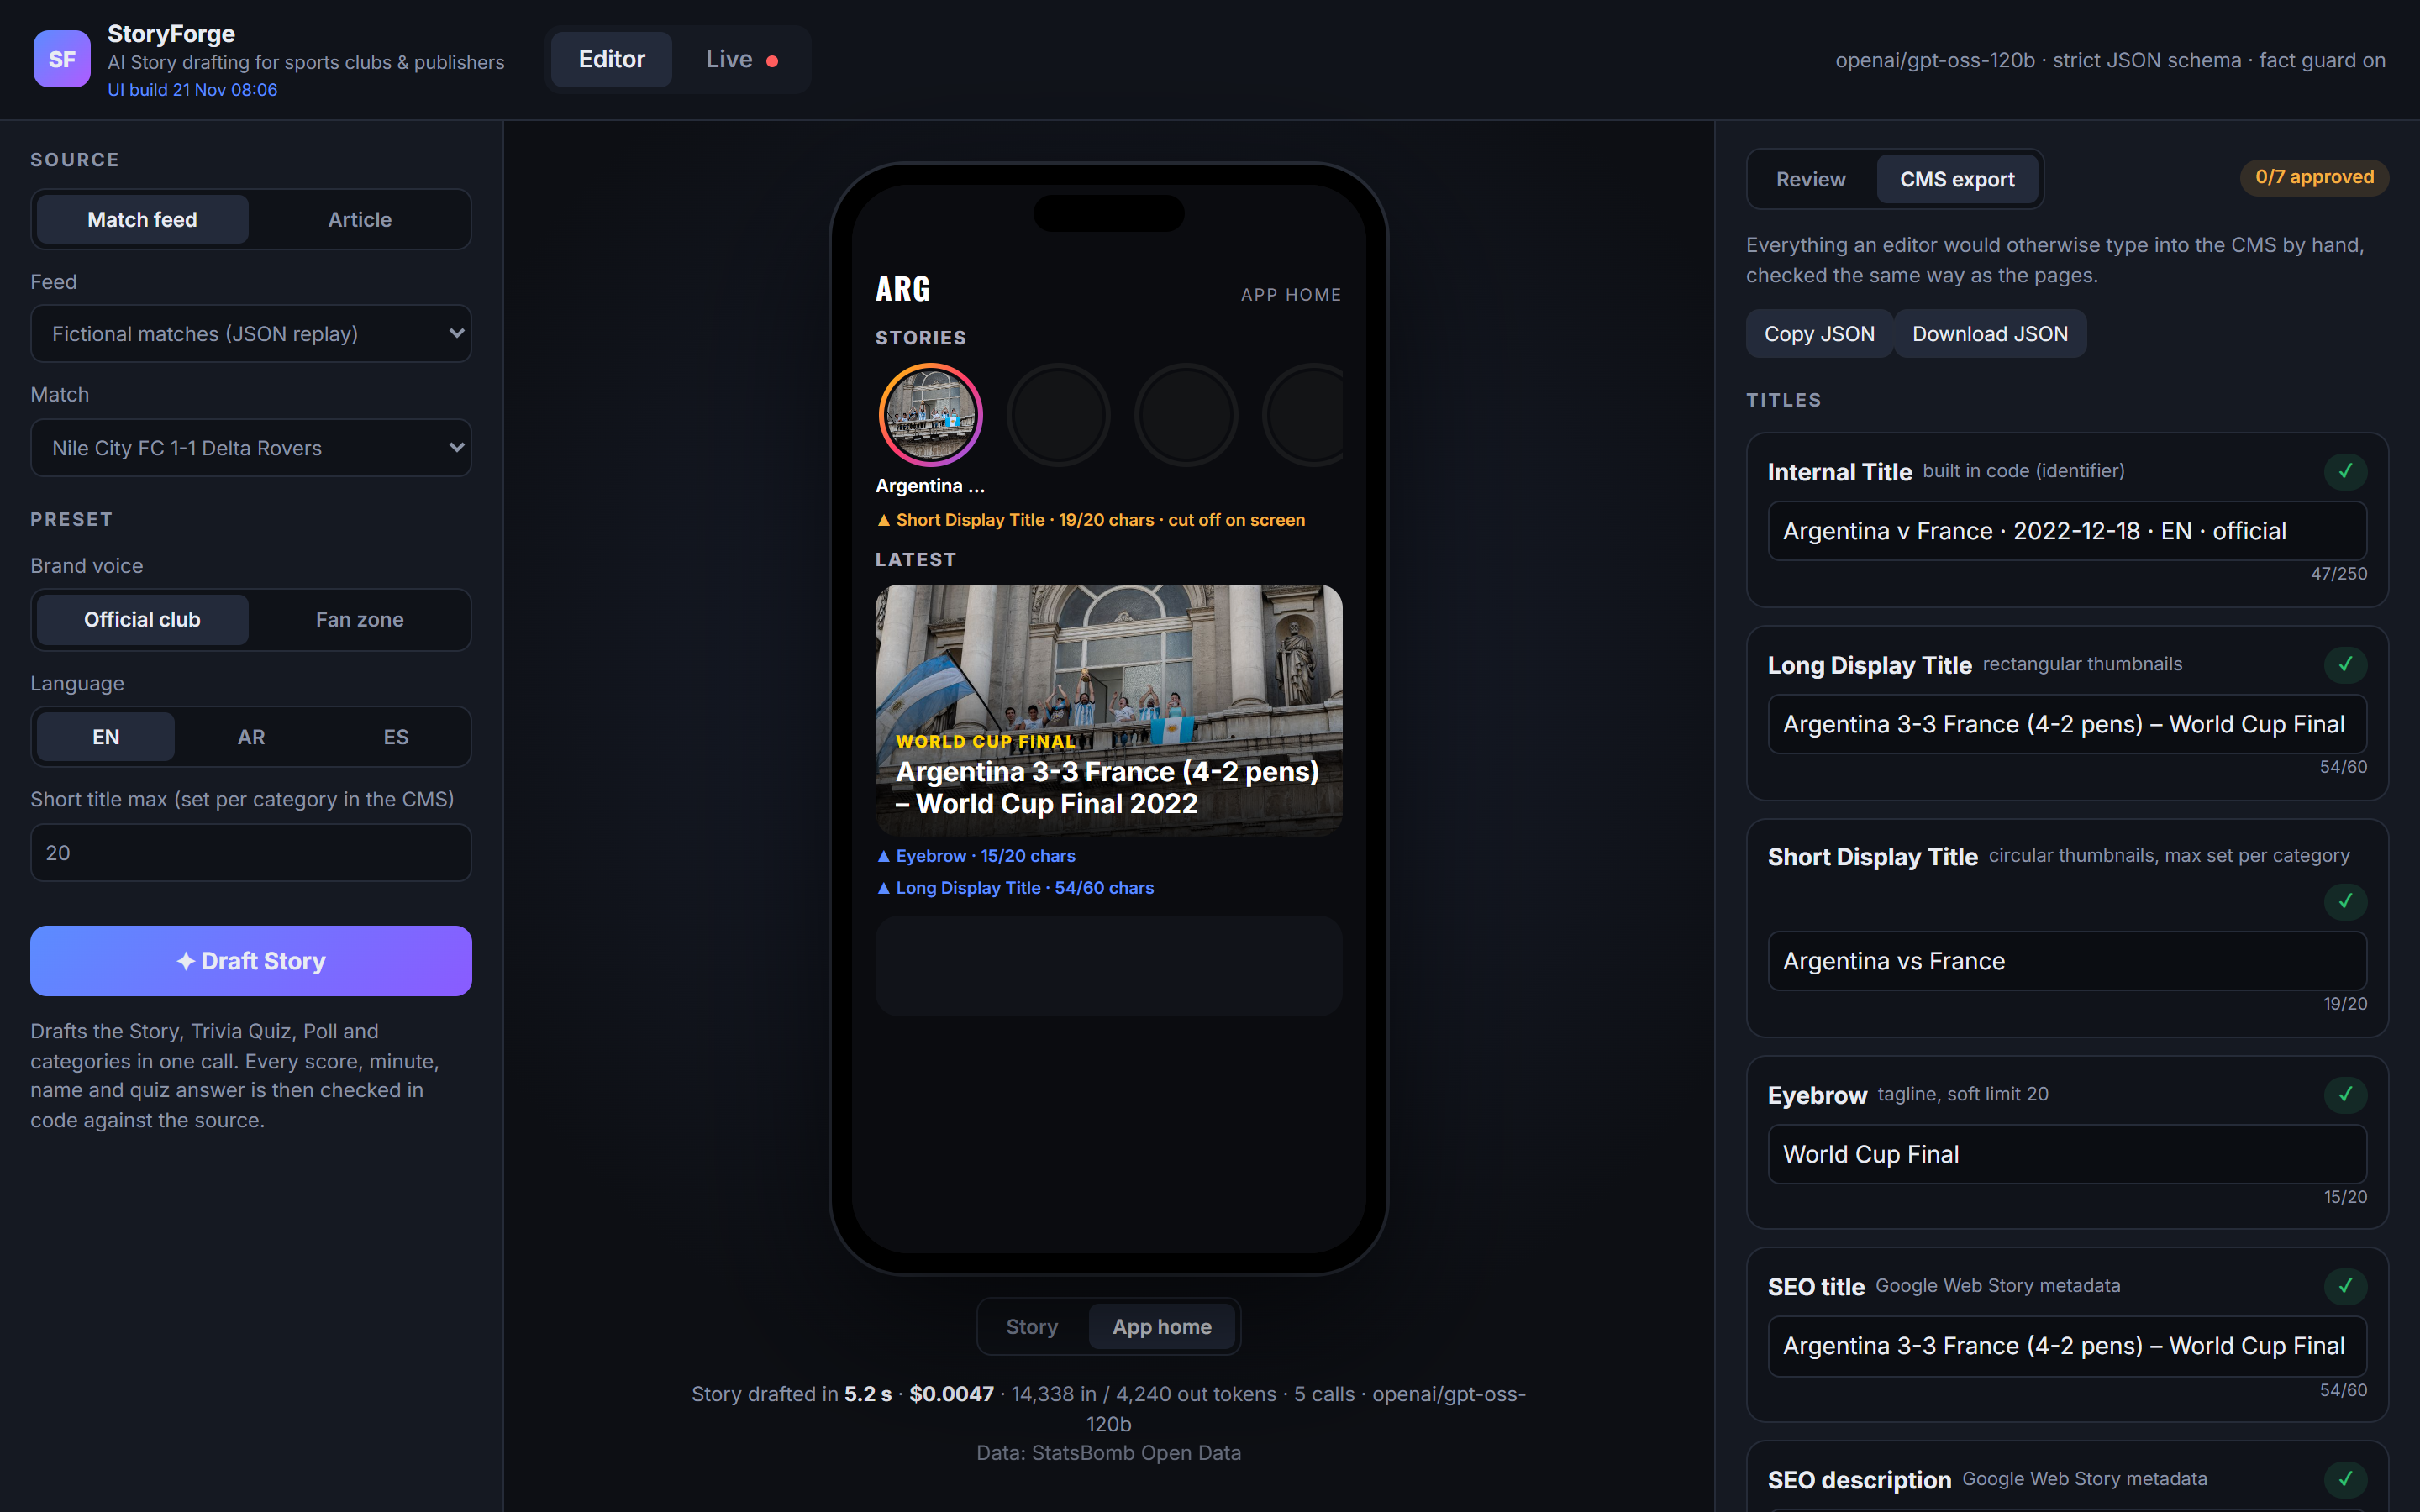 SF
StoryForge
AI Story drafting for sports clubs & publishers
UI build 21 Nov 08:06
Editor
Live
openai/gpt-oss-120b · strict JSON schema · fact guard on
SOURCE
Match feed
Article
Feed
Fictional matches (JSON replay)
Match
Nile City FC 1-1 Delta Rovers
PRESET
Brand voice
Official club
Fan zone
Language
EN
AR
ES
Short title max (set per category in the CMS)
20
✦ Draft Story
Drafts the Story, Trivia Quiz, Poll and
categories in one call. Every score, minute,
name and quiz answer is then checked in
code against the source.
ARG
APP HOME
STORIES
Argentina ...
▲ Short Display Title · 19/20 chars · cut off on screen
LATEST
WORLD CUP FINAL
Argentina 3-3 France (4-2 pens)
– World Cup Final 2022
▲ Eyebrow · 15/20 chars
▲ Long Display Title · 54/60 chars
Story
App home
Story drafted in 5.2 s · $0.0047 · 14,338 in / 4,240 out tokens · 5 calls · openai/gpt-oss-
120b
Data: StatsBomb Open Data
Review
CMS export
0/7 approved
Everything an editor would otherwise type into the CMS by hand,
checked the same way as the pages.
Copy JSON
Download JSON
TITLES
Internal Title built in code (identifier)
✓
Argentina v France · 2022-12-18 · EN · official
47/250
Long Display Title rectangular thumbnails
✓
Argentina 3-3 France (4-2 pens) – World Cup Final
54/60
Short Display Title circular thumbnails, max set per category
✓
Argentina vs France
19/20
Eyebrow tagline, soft limit 20
✓
World Cup Final
15/20
SEO title Google Web Story metadata
✓
Argentina 3-3 France (4-2 pens) – World Cup Final
54/60
SEO description Google Web Story metadata
✓